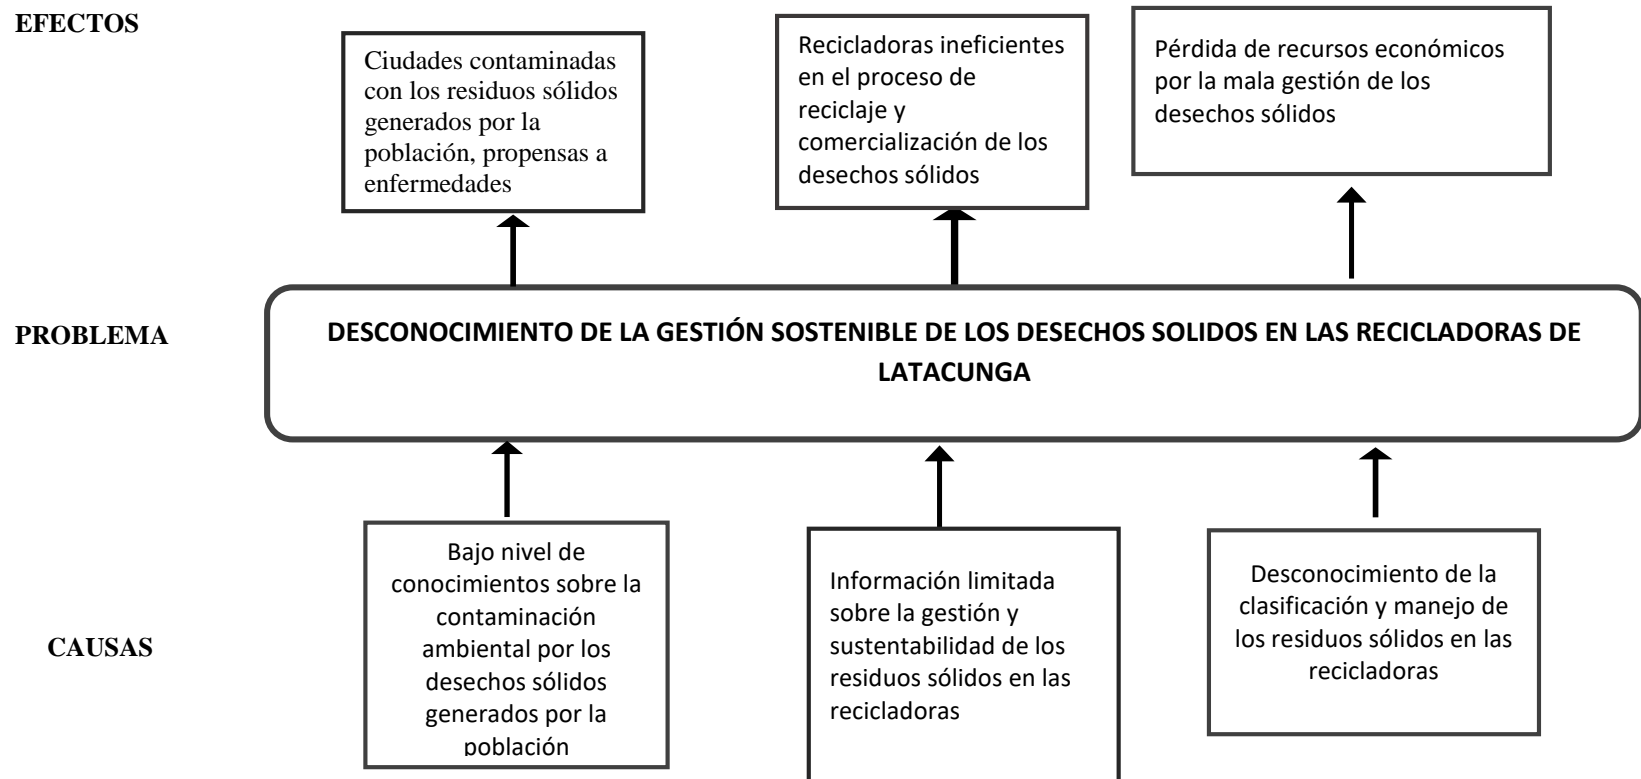 EFECTOS
Ciudades contaminadas
con los residuos sólidos
generados por la
población, propensas a
enfermedades
Recicladoras ineficientes
en el proceso de
reciclaje y
comercialización de los
desechos sólidos
Pérdida de recursos económicos
por la mala gestión de los
desechos sólidos
PROBLEMA
DESCONOCIMIENTO DE LA GESTIÓN SOSTENIBLE DE LOS DESECHOS SOLIDOS EN LAS RECICLADORAS DE
LATACUNGA
CAUSAS
Bajo nivel de
conocimientos sobre la
contaminación
ambiental por los
desechos sólidos
generados por la
población
Información limitada
sobre la gestión y
sustentabilidad de los
residuos sólidos en las
recicladoras
Desconocimiento de la
clasificación y manejo de
los residuos sólidos en las
recicladoras